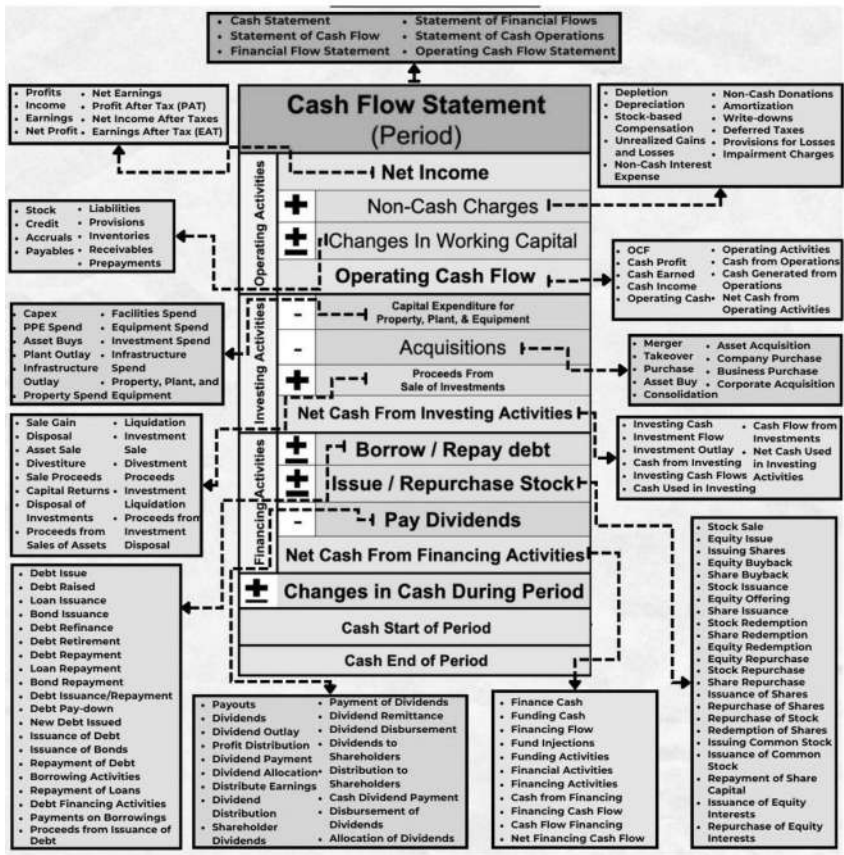 • Cash Statement
• Statement of Cash Flow
• Financial Flow Statement
• Statement of Financial Flows
• Statement of Cash Operations
• Operating Cash Flow Statement
• Profits
• Income
• Earnings
• Net Profit
• Net Earnings
• Profit After Tax (PAT)
• Net Income After Taxes
• Earnings After Tax (EAT)
Cash Flow Statement
(Period)
• Depletion
• Depreciation
• Stock-based
Compensation
• Unrealized Gains
and Losses
• Non-Cash Interest
Expense
• Non-Cash Donations
• Amortization
• Write-downs
• Deferred Taxes
• Provisions for Losses
• Impairment Charges
Operating Activities
Net Income
+ Non-Cash Charges
± Changes In Working Capital
Operating Cash Flow
• Stock
• Credit
• Accruals
• Payables
• Liabilities
• Provisions
• Inventories
• Receivables
• Prepayments
• OCF
• Cash Profit
• Cash Earned
• Cash Income
• Operating Cash
• Operating Activities
• Cash from Operations
• Cash Generated from
Operations
• Net Cash from
Operating Activities
Investing Activities
- Capital Expenditure for
Property, Plant, & Equipment
- Acquisitions
+ Proceeds From
Sale of Investments
Net Cash From Investing Activities
• Capex
• PPE Spend
• Asset Buys
• Plant Outlay
• Infrastructure
Outlay
• Property Spend
• Facilities Spend
• Equipment Spend
• Investment Spend
• Infrastructure
Spend
• Property, Plant, and
Equipment
• Merger
• Takeover
• Purchase
• Asset Buy
• Consolidation
• Asset Acquisition
• Company Purchase
• Business Purchase
• Corporate Acquisition
• Sale Gain
• Disposal
• Asset Sale
• Divestiture
• Sale Proceeds
• Capital Returns
• Disposal of
Investments
• Proceeds from
Sales of Assets
• Liquidation
• Investment
Sale
• Divestment
Proceeds
• Investment
Liquidation
• Proceeds from
Investment
Disposal
• Investing Cash
• Investment Flow
• Investment Outlay
• Cash from Investing
• Investing Cash Flows
• Cash Used in Investing
• Cash Flow from
Investments
• Net Cash Used
in Investing
Activities
Financing Activities
± Borrow / Repay debt
± Issue / Repurchase Stock
- Pay Dividends
Net Cash From Financing Activities
± Changes in Cash During Period
Cash Start of Period
Cash End of Period
• Debt Issue
• Debt Raised
• Loan Issuance
• Bond Issuance
• Debt Refinance
• Debt Retirement
• Debt Repayment
• Loan Repayment
• Bond Repayment
• Debt Issuance/Repayment
• Debt Pay-down
• New Debt Issued
• Issuance of Debt
• Issuance of Bonds
• Repayment of Debt
• Borrowing Activities
• Repayment of Loans
• Debt Financing Activities
• Payments on Borrowings
• Proceeds from Issuance of
Debt
• Payouts
• Dividends
• Dividend Outlay
• Profit Distribution
• Dividend Payment
• Dividend Allocation
• Distribute Earnings
• Dividend
Distribution
• Shareholder
Dividends
• Payment of Dividends
• Dividend Remittance
• Dividend Disbursement
• Dividends to
Shareholders
• Distribution to
Shareholders
• Cash Dividend Payment
• Disbursement of
Dividends
• Allocation of Dividends
• Finance Cash
• Funding Cash
• Financing Flow
• Fund Injections
• Funding Activities
• Financial Activities
• Financing Activities
• Cash from Financing
• Financing Cash Flow
• Cash Flow Financing
• Net Financing Cash Flow
• Stock Sale
• Equity Issue
• Issuing Shares
• Equity Buyback
• Share Buyback
• Stock Issuance
• Equity Offering
• Share Issuance
• Stock Redemption
• Share Redemption
• Equity Redemption
• Equity Repurchase
• Stock Repurchase
• Share Repurchase
• Issuance of Shares
• Repurchase of Shares
• Repurchase of Stock
• Redemption of Shares
• Issuing Common Stock
• Issuance of Common
Stock
• Repayment of Share
Capital
• Issuance of Equity
Interests
• Repurchase of Equity
Interests